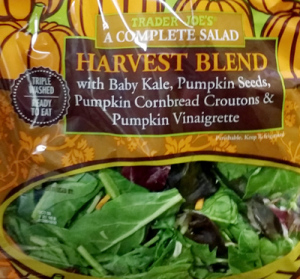 TRADER JOE'S
A COMPLETE SALAD
HARVEST BLEND
with Baby Kale, Pumpkin Seeds,
Pumpkin Cornbread Croutons &
Pumpkin Vinaigrette
TRIPLE
WASHED
READY
TO EAT
Perishable, Keep Refrigerated